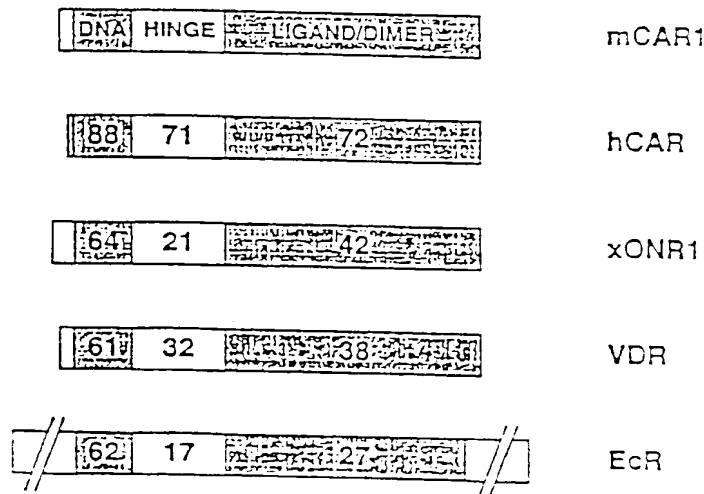 DNA HINGE LIGAND/DIMER mCAR1
88 71 72 hCAR
64 21 42 xONR1
61 32 38 VDR
62 17 27 EcR